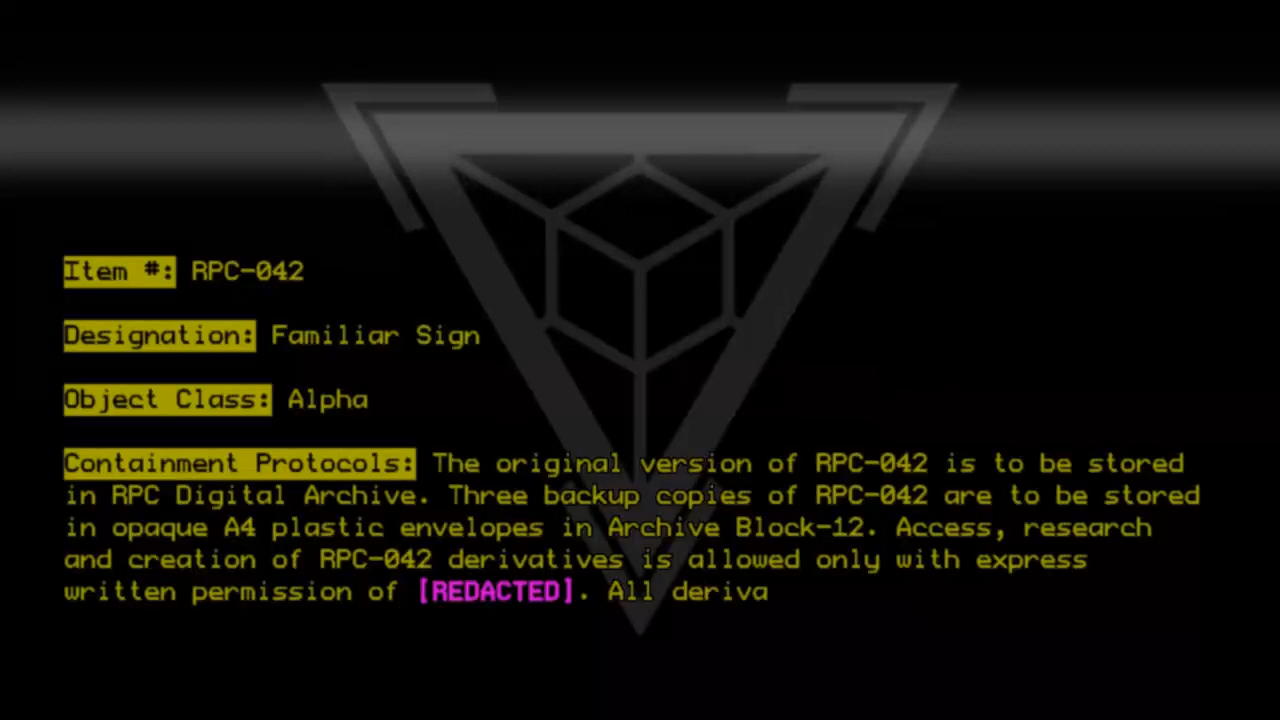 Item #: RPC-042
Designation: Familiar Sign
Object Class: Alpha
Containment Protocols: The original version of RPC-042 is to be stored
in RPC Digital Archive. Three backup copies of RPC-042 are to be stored
in opaque A4 plastic envelopes in Archive Block-12. Access, research
and creation of RPC-042 derivatives is allowed only with express
written permission of [REDACTED]. All deriva